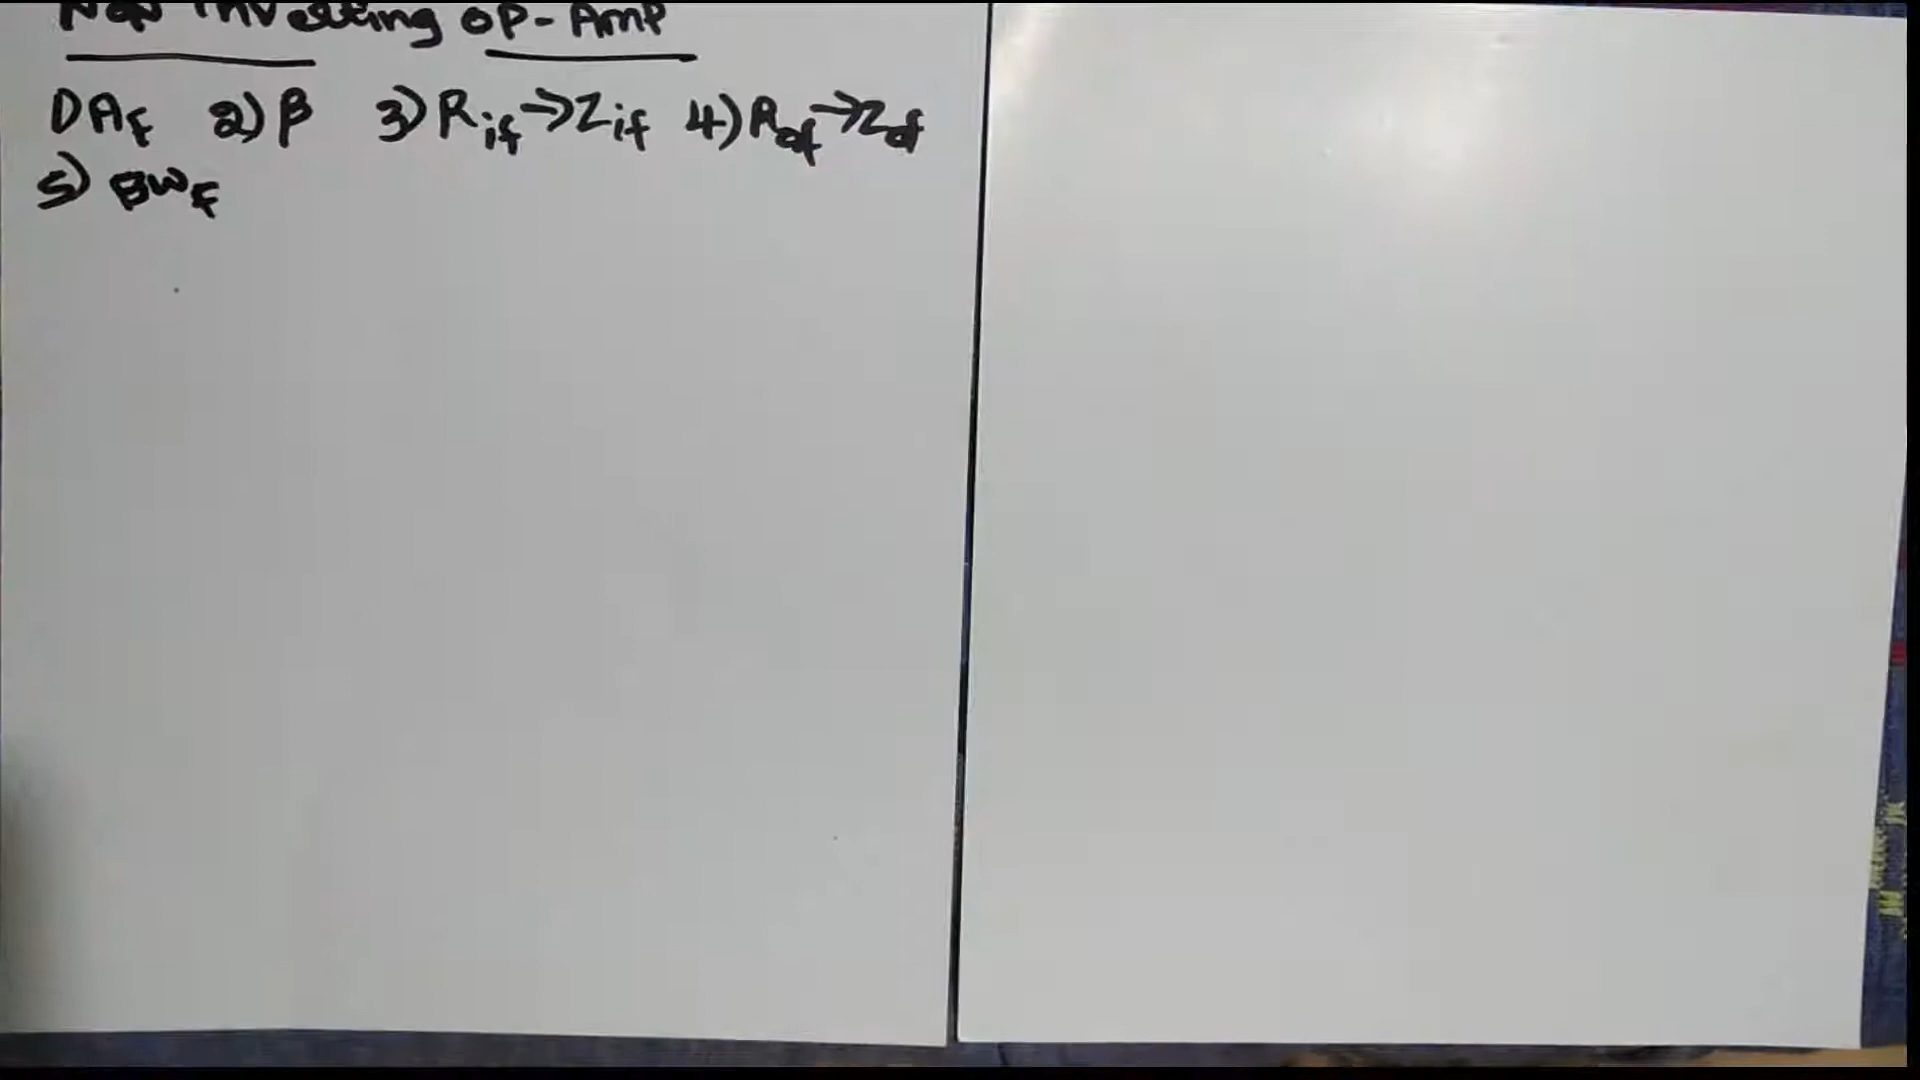 Non Inverting OP-AMP
1) AF 2) β 3) Rif → Zif 4) Rof → Zof
5) BWF